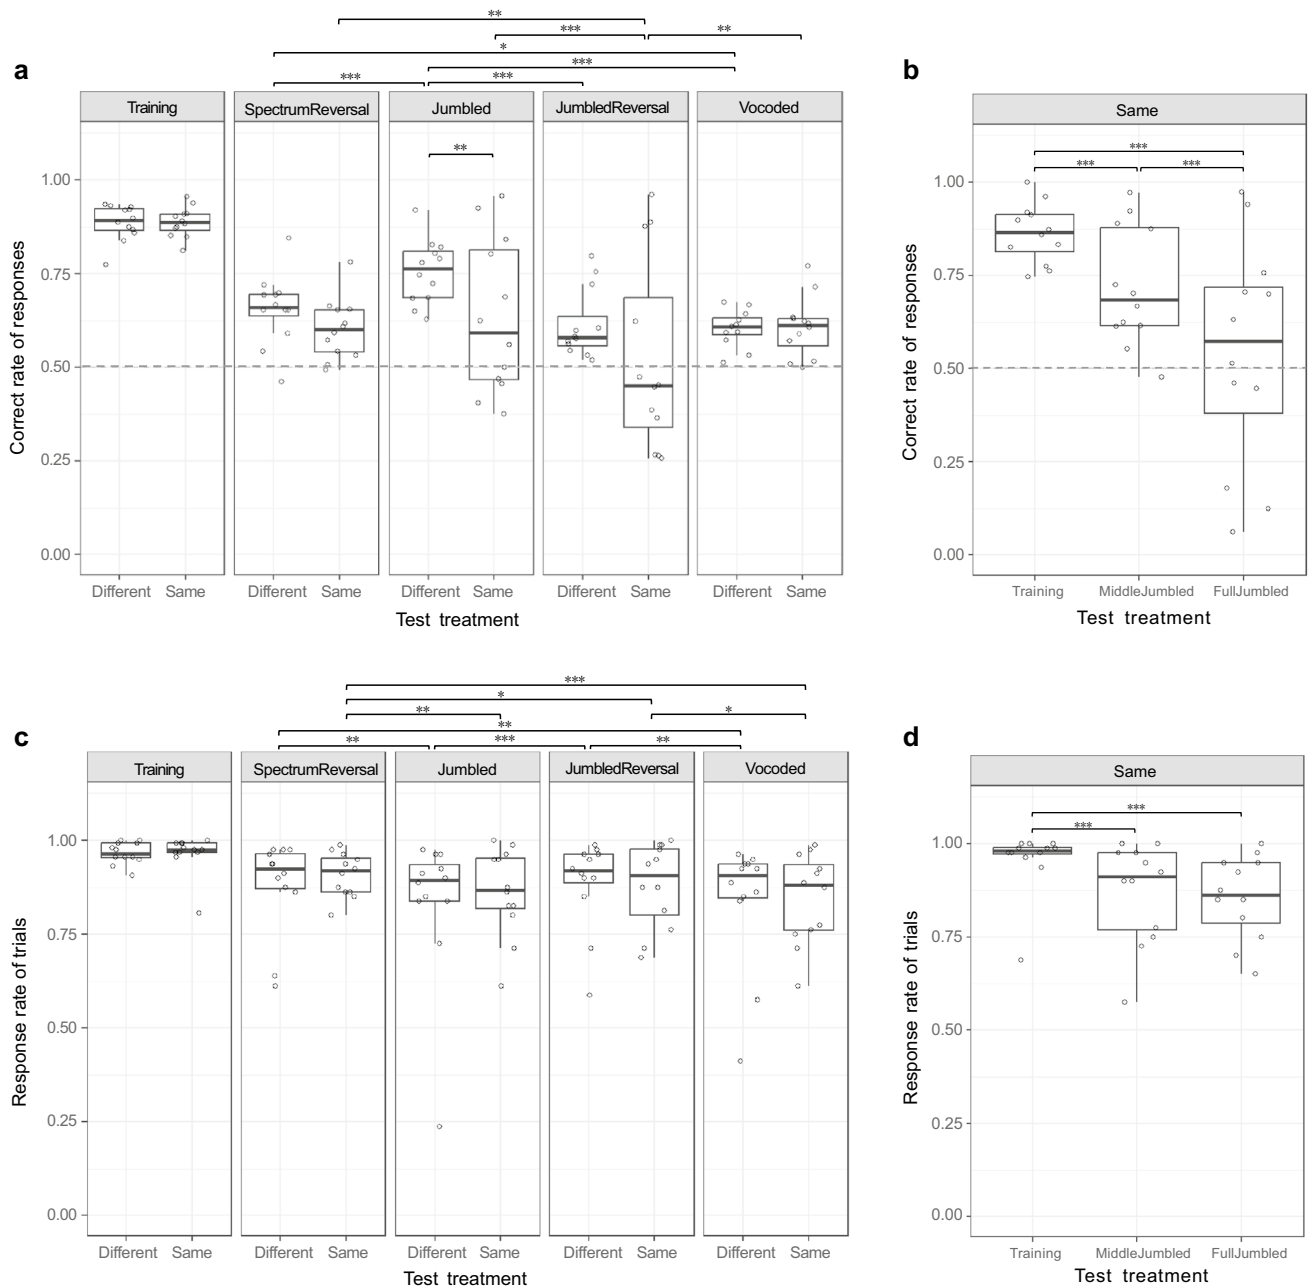 **
*** **
*
***
*** ***
a
b
Training SpectrumReversal Jumbled JumbledReversal Vocoded
Same
**
***
*** ***
1.00
0.75
0.50
0.25
0.00
Correct rate of responses
Different Same Different Same Different Same Different Same Different Same
Test treatment
1.00
0.75
0.50
0.25
0.00
Correct rate of responses
Training MiddleJumbled FullJumbled
Test treatment
***
*
** *
**
** *** **
c
d
Training SpectrumReversal Jumbled JumbledReversal Vocoded
Same
***
***
1.00
0.75
0.50
0.25
0.00
Response rate of trials
Different Same Different Same Different Same Different Same Different Same
Test treatment
1.00
0.75
0.50
0.25
0.00
Response rate of trials
Training MiddleJumbled FullJumbled
Test treatment